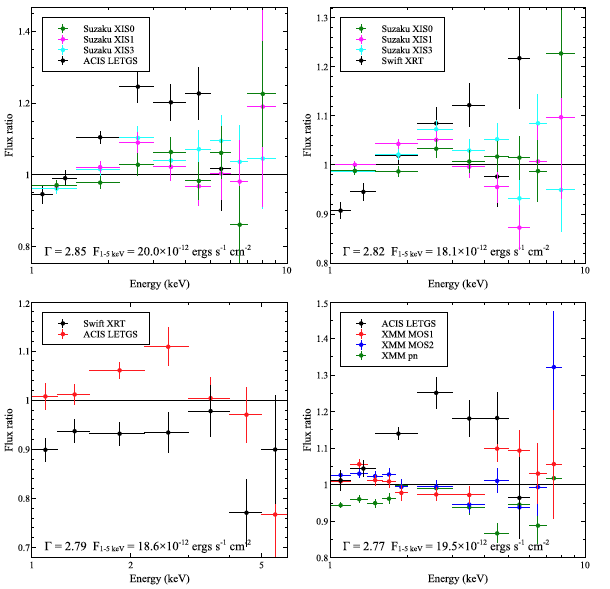 Suzaku XIS0
Suzaku XIS1
Suzaku XIS3
ACIS LETGS
Flux ratio
1.4
1.2
1
0.8
Γ = 2.85 F1-5 keV = 20.0×10-12 ergs s-1 cm-2
1
10
Energy (keV)
Suzaku XIS0
Suzaku XIS1
Suzaku XIS3
Swift XRT
Flux ratio
1.3
1.2
1.1
1
0.9
0.8
Γ = 2.82 F1-5 keV = 18.1×10-12 ergs s-1 cm-2
1
10
Energy (keV)
Swift XRT
ACIS LETGS
Flux ratio
1.2
1.1
1
0.9
0.8
0.7
Γ = 2.79 F1-5 keV = 18.6×10-12 ergs s-1 cm-2
1
2
5
Energy (keV)
ACIS LETGS
XMM MOS1
XMM MOS2
XMM pn
Flux ratio
1.5
1.4
1.3
1.2
1.1
1
0.9
0.8
Γ = 2.77 F1-5 keV = 19.5×10-12 ergs s-1 cm-2
1
10
Energy (keV)